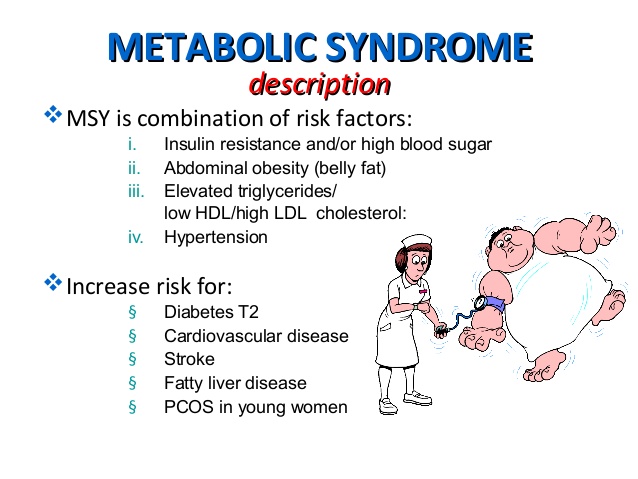 METABOLIC SYNDROME
description
❖MSY is combination of risk factors:
i. Insulin resistance and/or high blood sugar
ii. Abdominal obesity (belly fat)
iii. Elevated triglycerides/
low HDL/high LDL cholesterol:
iv. Hypertension
❖Increase risk for:
§ Diabetes T2
§ Cardiovascular disease
§ Stroke
§ Fatty liver disease
§ PCOS in young women